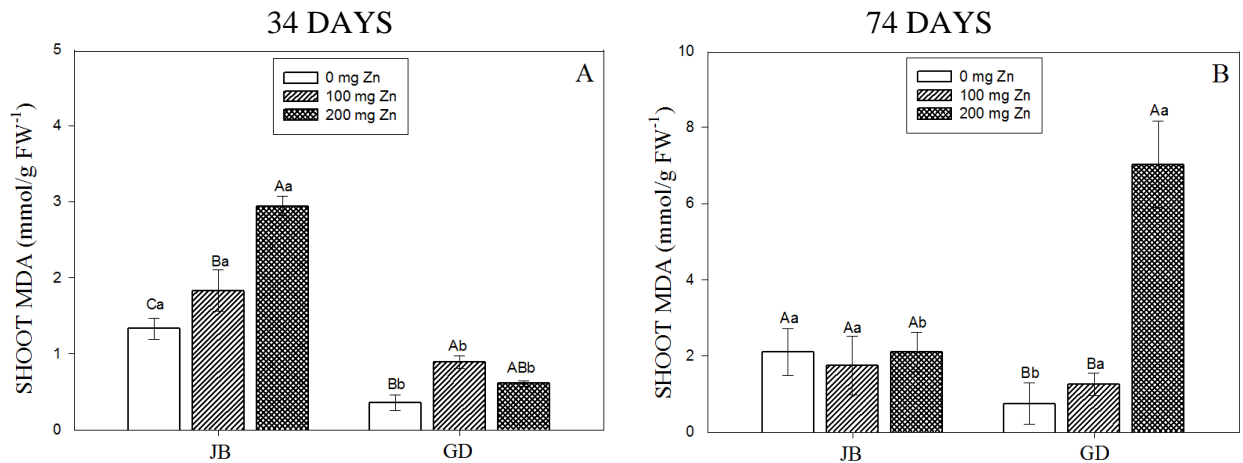 34 DAYS
74 DAYS
SHOOT MDA (mmol/g FW⁻¹)
5
4
3
2
1
0
0 mg Zn
100 mg Zn
200 mg Zn
A
Ca
Ba
Aa
Bb
Ab
ABb
JB
GD
SHOOT MDA (mmol/g FW⁻¹)
10
8
6
4
2
0
0 mg Zn
100 mg Zn
200 mg Zn
B
Aa
Aa
Ab
Bb
Ba
Aa
JB
GD